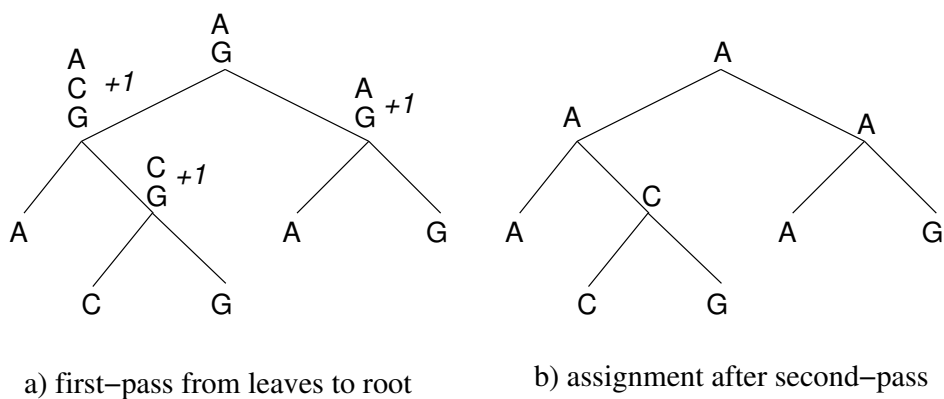 A
G
A
C
G
+1
A
G
+1
C
G
+1
A
A
G
C
G
a) first−pass from leaves to root
A
A
A
C
A
A
G
C
G
b) assignment after second−pass